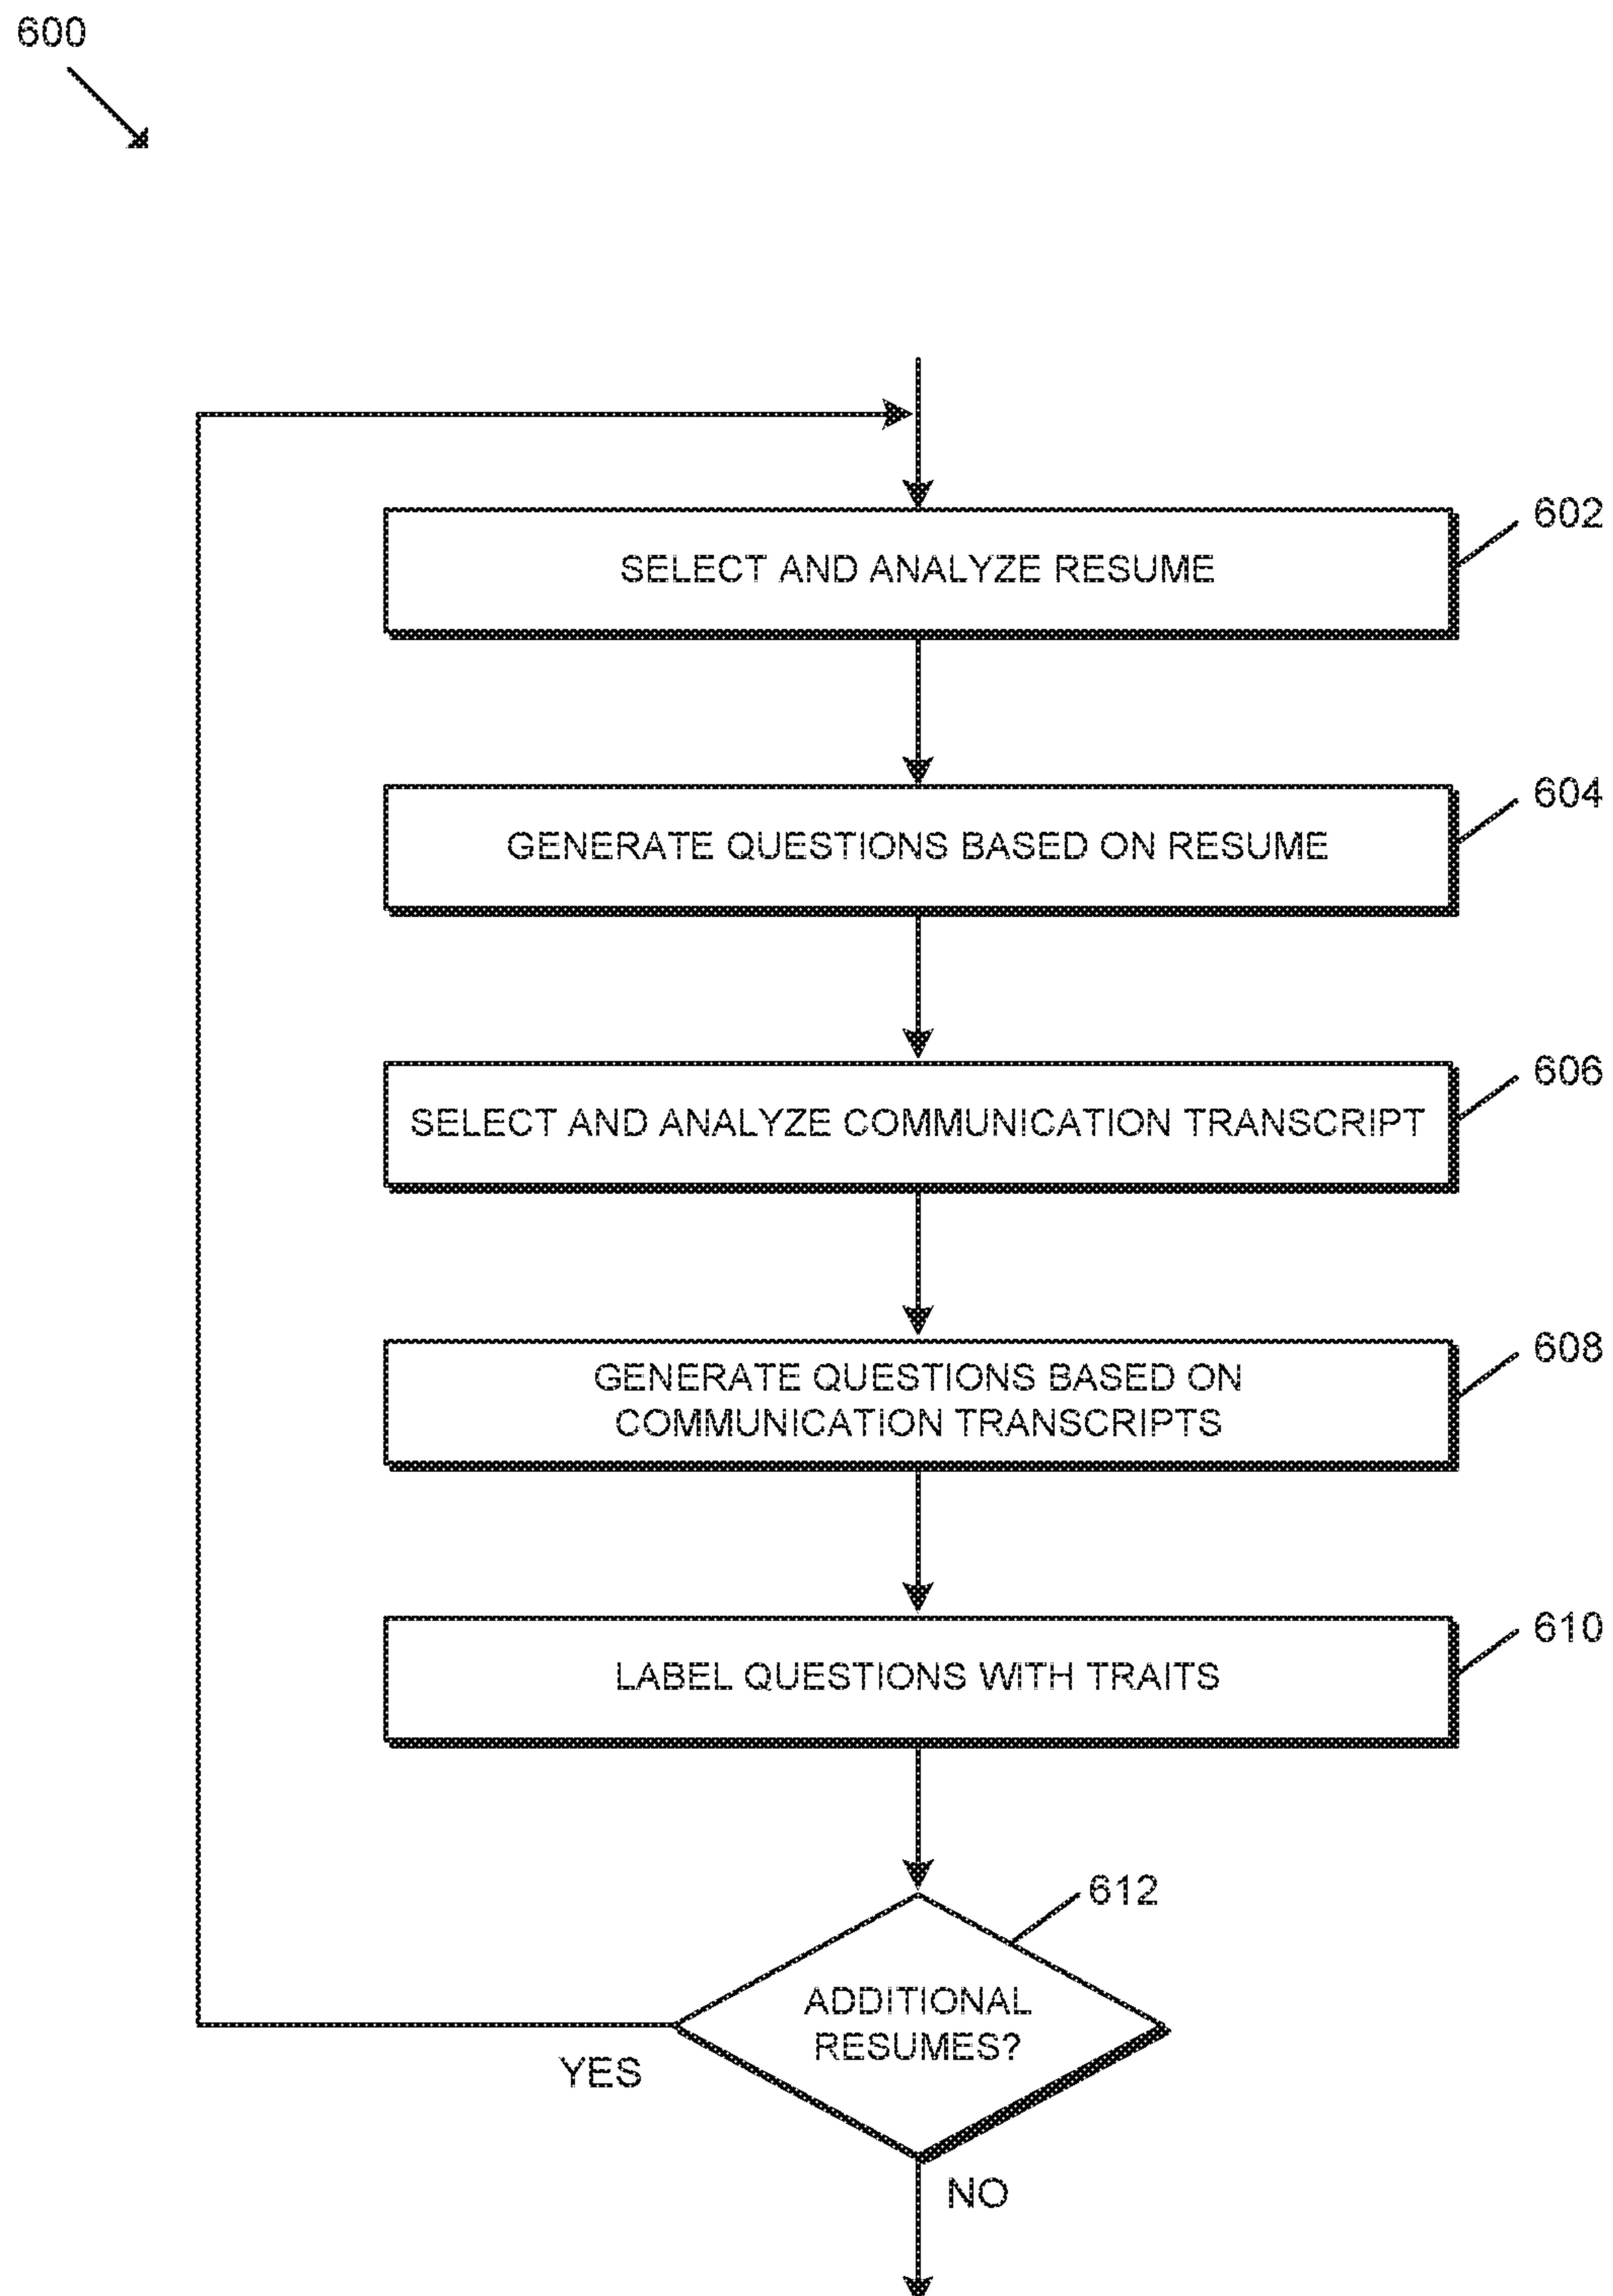 600
602
SELECT AND ANALYZE RESUME
604
GENERATE QUESTIONS BASED ON RESUME
606
SELECT AND ANALYZE COMMUNICATION TRANSCRIPT
608
GENERATE QUESTIONS BASED ON
COMMUNICATION TRANSCRIPTS
610
LABEL QUESTIONS WITH TRAITS
612
ADDITIONAL
RESUMES?
YES
NO